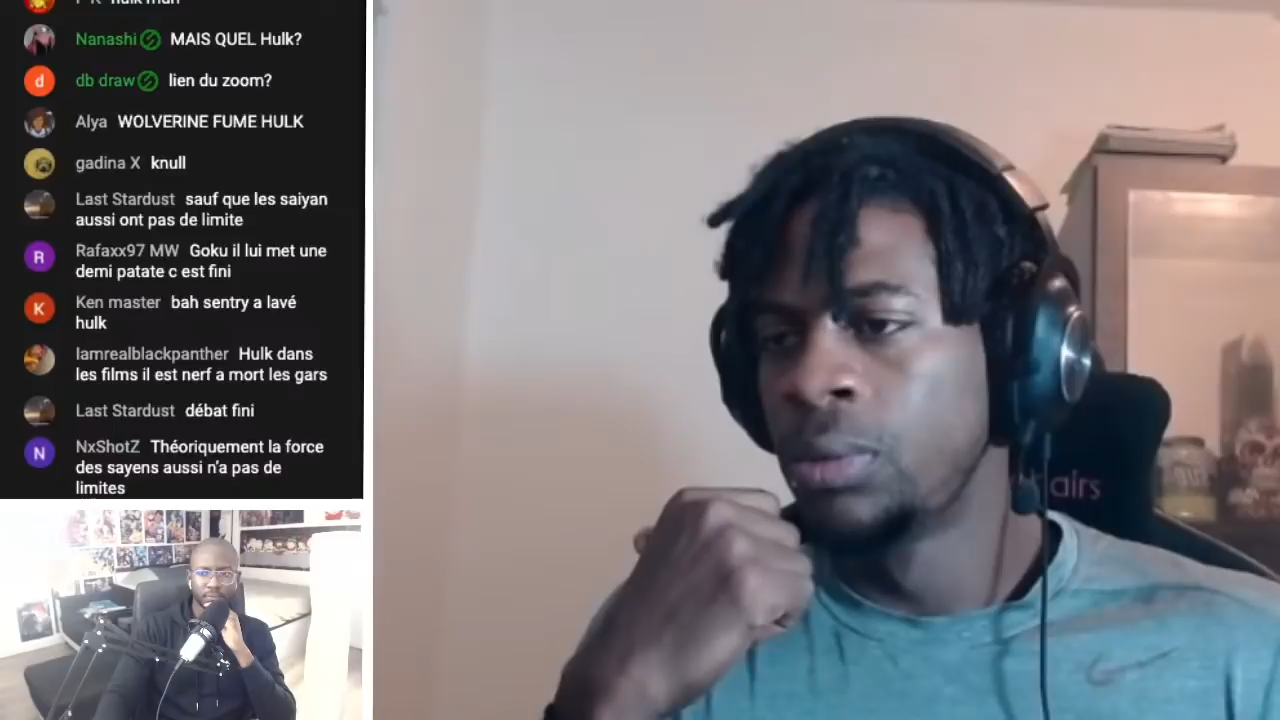 hulk man
Nanashi MAIS QUEL Hulk?
d db draw lien du zoom?
Alya WOLVERINE FUME HULK
gadina X knull
Last Stardust sauf que les saiyan
aussi ont pas de limite
R Rafaxx97 MW Goku il lui met une
demi patate c est fini
K Ken master bah sentry a lavé
hulk
Iamrealblackpanther Hulk dans
les films il est nerf a mort les gars
Last Stardust débat fini
N NxShotZ Théoriquement la force
des sayens aussi n'a pas de
limites
airs